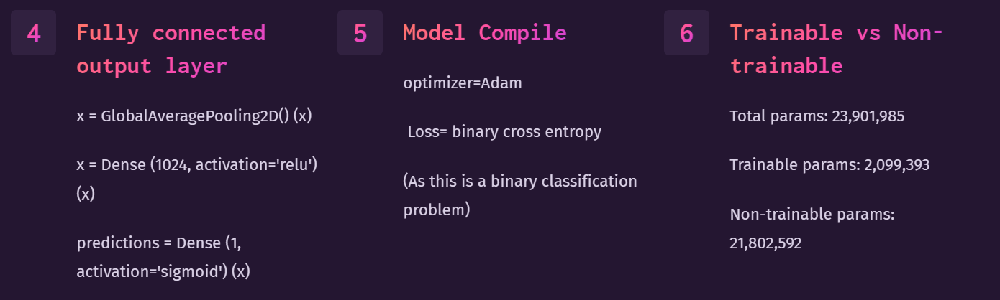 4
Fully connected
output layer
x = GlobalAveragePooling2D() (x)
x = Dense (1024, activation='relu')
(x)
predictions = Dense (1,
activation='sigmoid') (x)
5
Model Compile
optimizer=Adam
Loss= binary cross entropy
(As this is a binary classification
problem)
6
Trainable vs Non-
trainable
Total params: 23,901,985
Trainable params: 2,099,393
Non-trainable params:
21,802,592